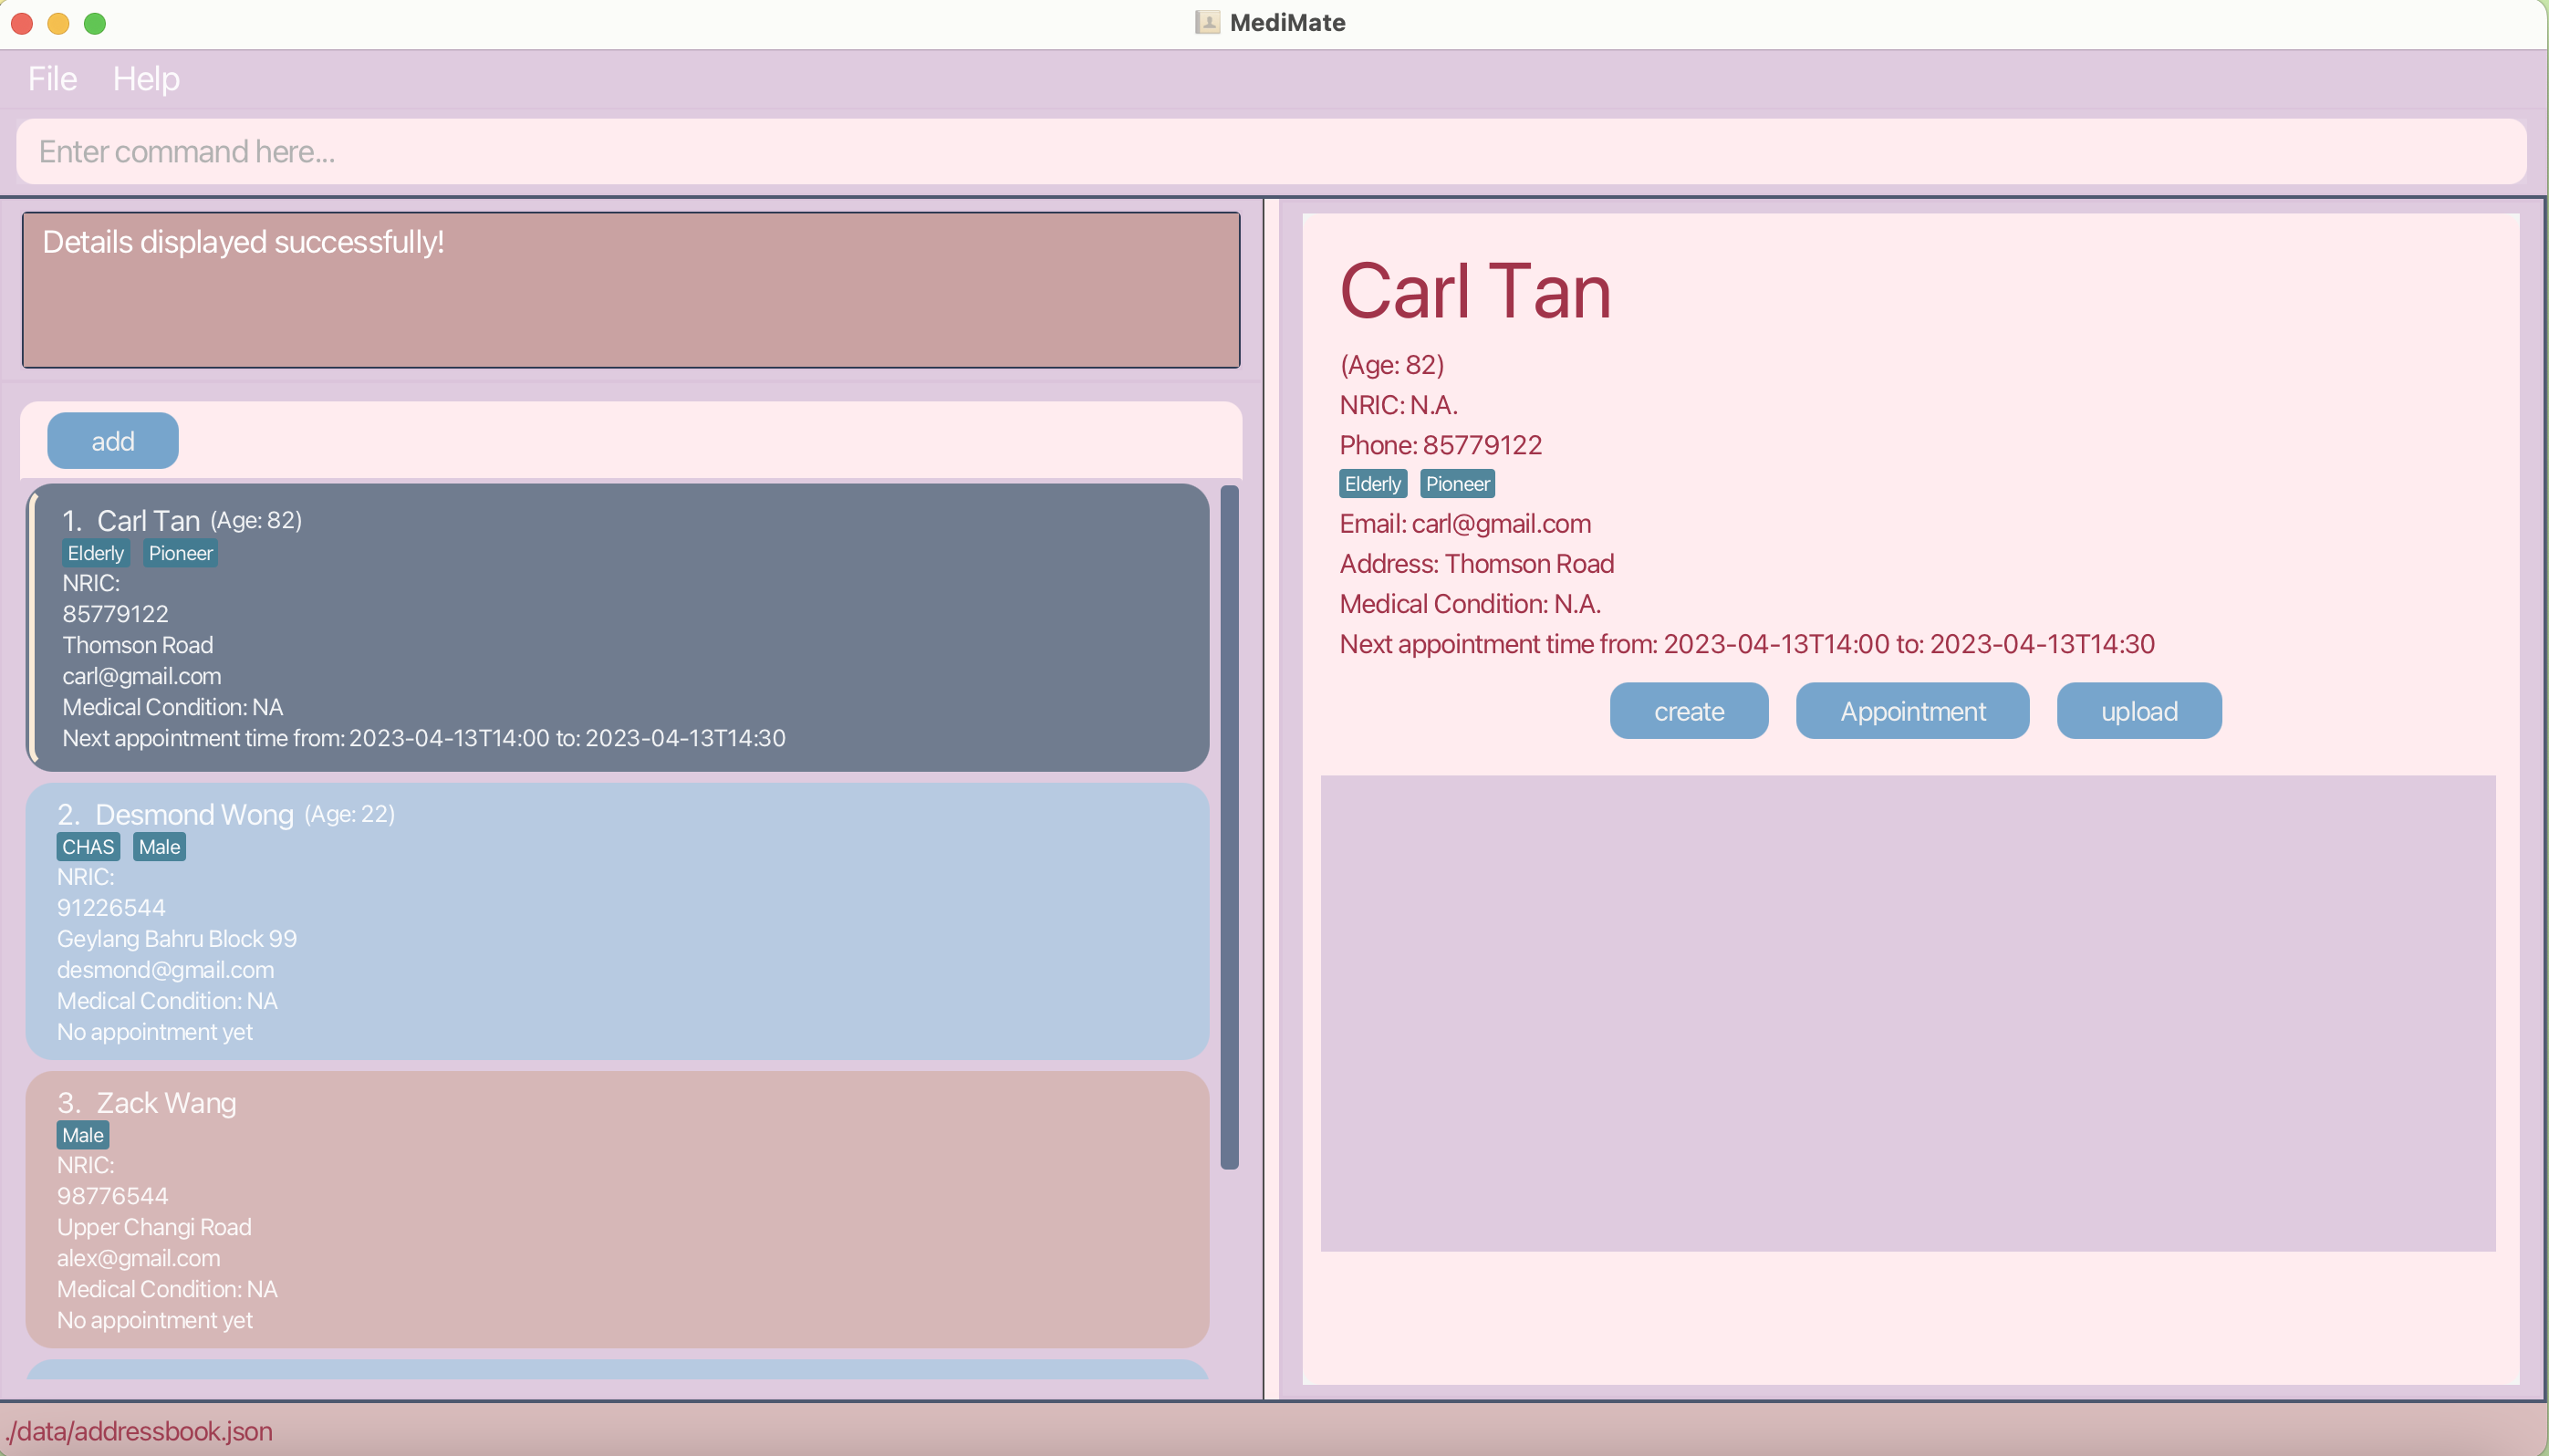 MediMate
File Help
Enter command here...
Details displayed successfully!
add
1. Carl Tan (Age: 82)
Elderly Pioneer
NRIC:
85779122
Thomson Road
carl@gmail.com
Medical Condition: NA
Next appointment time from: 2023-04-13T14:00 to: 2023-04-13T14:30
2. Desmond Wong (Age: 22)
CHAS Male
NRIC:
91226544
Geylang Bahru Block 99
desmond@gmail.com
Medical Condition: NA
No appointment yet
3. Zack Wang
Male
NRIC:
98776544
Upper Changi Road
alex@gmail.com
Medical Condition: NA
No appointment yet
Carl Tan
(Age: 82)
NRIC: N.A.
Phone: 85779122
Elderly Pioneer
Email: carl@gmail.com
Address: Thomson Road
Medical Condition: N.A.
Next appointment time from: 2023-04-13T14:00 to: 2023-04-13T14:30
create Appointment upload
./data/addressbook.json